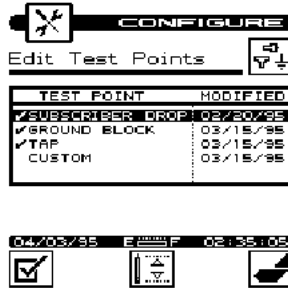 CONFIGURE
Edit Test Points
TEST POINT MODIFIED
✓SUBSCRIBER DROP 02/20/95
✓GROUND BLOCK 03/15/95
✓TAP 03/15/95
CUSTOM 03/15/95
04/03/95 E F 02:35:05